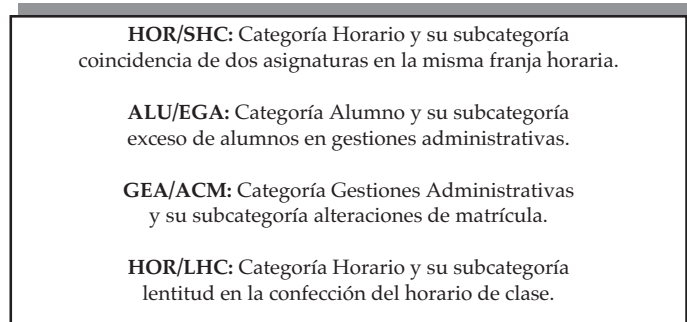 HOR/SHC: Categoría Horario y su subcategoría
coincidencia de dos asignaturas en la misma franja horaria.
ALU/EGA: Categoría Alumno y su subcategoría
exceso de alumnos en gestiones administrativas.
GEA/ACM: Categoría Gestiones Administrativas
y su subcategoría alteraciones de matrícula.
HOR/LHC: Categoría Horario y su subcategoría
lentitud en la confección del horario de clase.